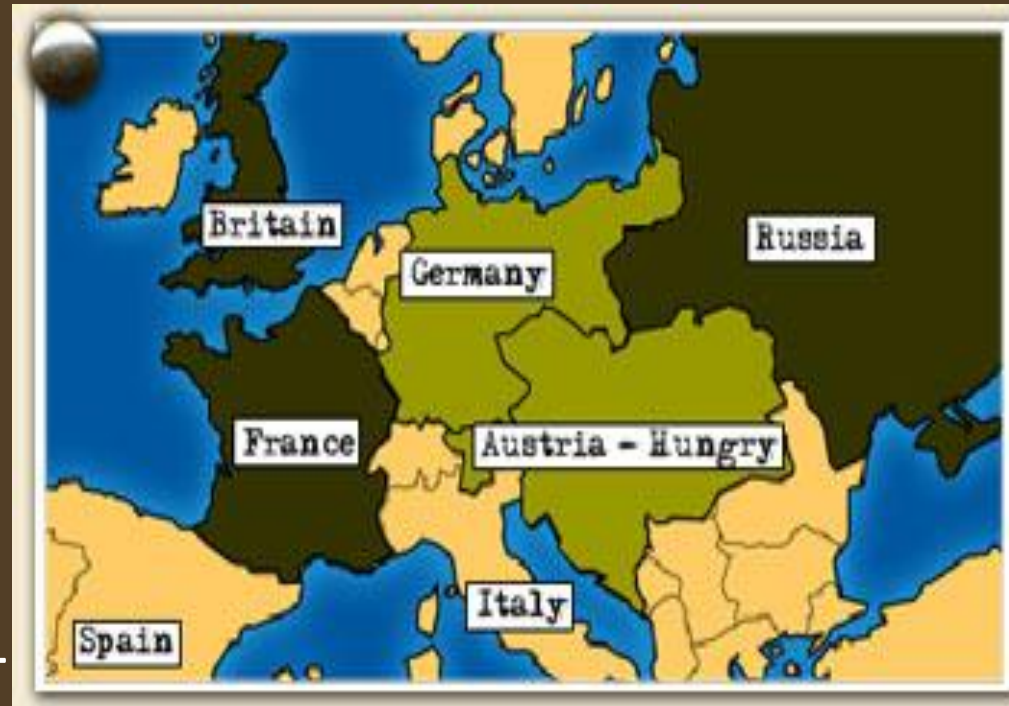 Britain
Russia
Germany
France
Austria - Hungry
Italy
Spain